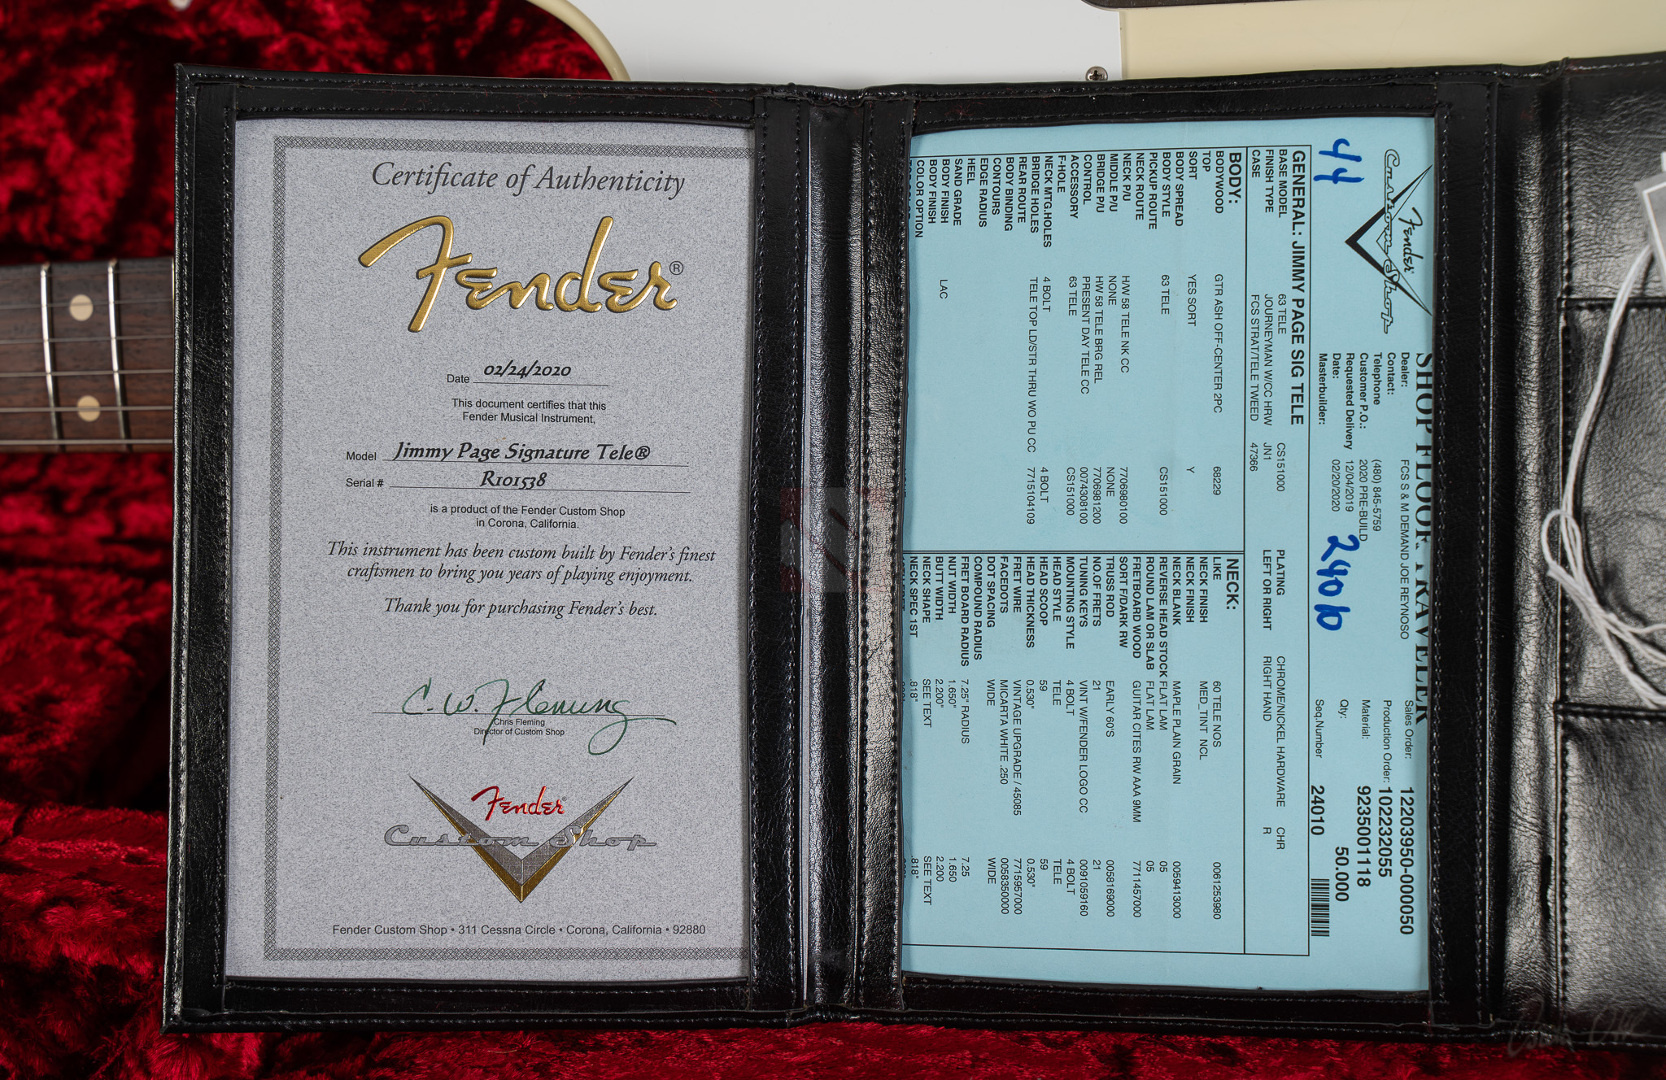 Certificate of Authenticity
Fender®
Date 02/24/2020
This document certifies that this
Fender Musical Instrument,
Model Jimmy Page Signature Tele®
Serial # R101538
is a product of the Fender Custom Shop
in Corona, California.
This instrument has been custom built by Fender's finest
craftsmen to bring you years of playing enjoyment.
Thank you for purchasing Fender's best.
C.W. Fleming
Chris Fleming
Director of Custom Shop
Fender
Custom Shop
Fender Custom Shop • 311 Cessna Circle • Corona, California • 92880
Fender
Custom Shop
SHOP FLOOR TRAVELER
Dealer: FCS S & M DEMAND JOE REYNOSO
Contact:
Telephone (480) 845-5759
Customer P.O.: 2020 PRE-BUILD
Requested Delivery 12/04/2019
Date: 02/20/2020
Masterbuilder:
Sales Order: 12203950-000050
Production Order: 102232055
Material: 9235001118
Qty: 50.000
Seq.Number 24010
44
24010
GENERAL: JIMMY PAGE SIG TELE
BASE MODEL 63 TELE CS151000 PLATING CHROME/NICKEL HARDWARE CHR
FINISH TYPE JOURNEYMAN W/CC HRW JN1 LEFT OR RIGHT RIGHT HAND R
CASE FCS STRAT/TELE TWEED 47366
BODY:
BODYWOOD GTR ASH OFF-CENTER 2PC 68229
TOP
SORT YES SORT Y
BODY SPREAD
BODY STYLE 63 TELE CS151000
PICKUP ROUTE
NECK ROUTE
NECK P/U HW 58 TELE NK CC 7706980100
MIDDLE P/U NONE NONE
BRIDGE P/U HW 58 TELE BRG REL 7706981200
CONTROL PRESENT DAY TELE CC 0074308100
ACCESSORY 63 TELE CS151000
F-HOLE
NECK MTG.HOLES 4 BOLT 4 BOLT
BRIDGE HOLES TELE TOP LD/STR THRU WO PU CC 7715104109
REAR ROUTE
BODY BINDING
CONTOURS
EDGE RADIUS
HEEL
SAND GRADE
BODY FINISH LAC
BODY FINISH
COLOR OPTION
NECK:
LIKE 60 TELE NOS 0061253980
NECK FINISH MED_TINT NCL
NECK FINISH
NECK BLANK MAPLE PLAIN GRAIN 0059413000
REVERSE HEAD STOCK FLAT LAM 05
ROUND LAM OR SLAB FLAT LAM 05
FRETBOARD WOOD GUITAR CITES RW AAA 9MM 7711457000
SORT F/DARK RW
TRUSS ROD EARLY 60'S 0058169000
NO.OF FRETS 21 21
TUNING KEYS VINT W/FENDER LOGO CC 0091059160
MOUNTING STYLE 4 BOLT 4 BOLT
HEAD STYLE TELE TELE
HEAD SCOOP 59 59
HEAD THICKNESS 0.530" 0.530"
FRET WIRE VINTAGE UPGRADE / 45085 7715957000
FACEDOTS MICARTA WHITE .250 0058350000
DOT SPACING WIDE WIDE
COMPOUND RADIUS
FRET BOARD RADIUS 7.25" RADIUS 7.25
NUT WIDTH 1.650" 1.650
BUTT WIDTH 2.200" 2.200
NECK SHAPE SEE TEXT SEE TEXT
NECK SPEC 1ST .818" .818"